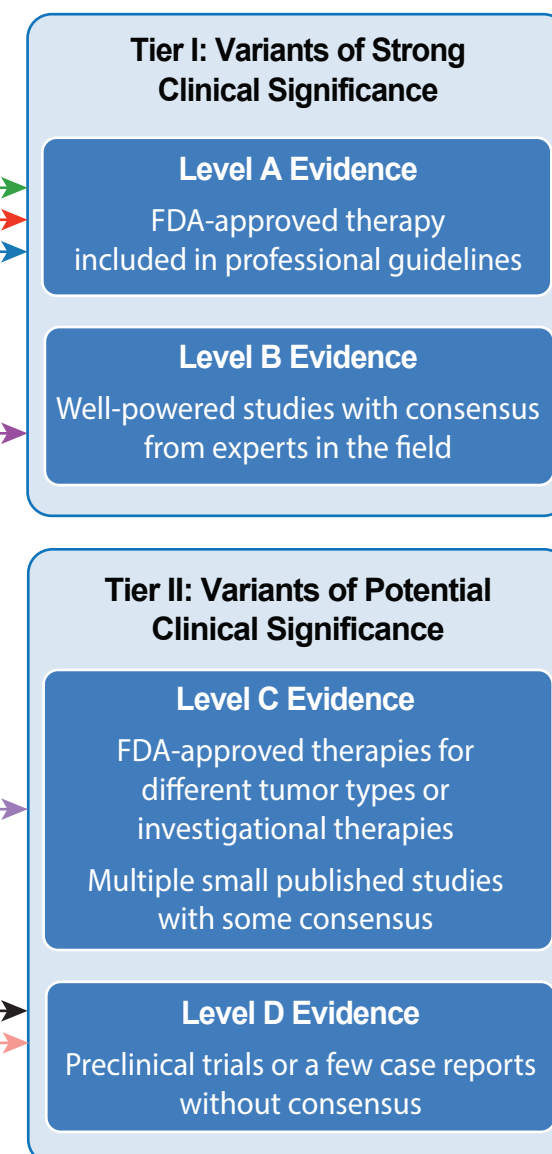 Tier I: Variants of Strong
Clinical Significance
Level A Evidence
FDA-approved therapy
included in professional guidelines
Level B Evidence
Well-powered studies with consensus
from experts in the field
Tier II: Variants of Potential
Clinical Significance
Level C Evidence
FDA-approved therapies for
different tumor types or
investigational therapies
Multiple small published studies
with some consensus
Level D Evidence
Preclinical trials or a few case reports
without consensus